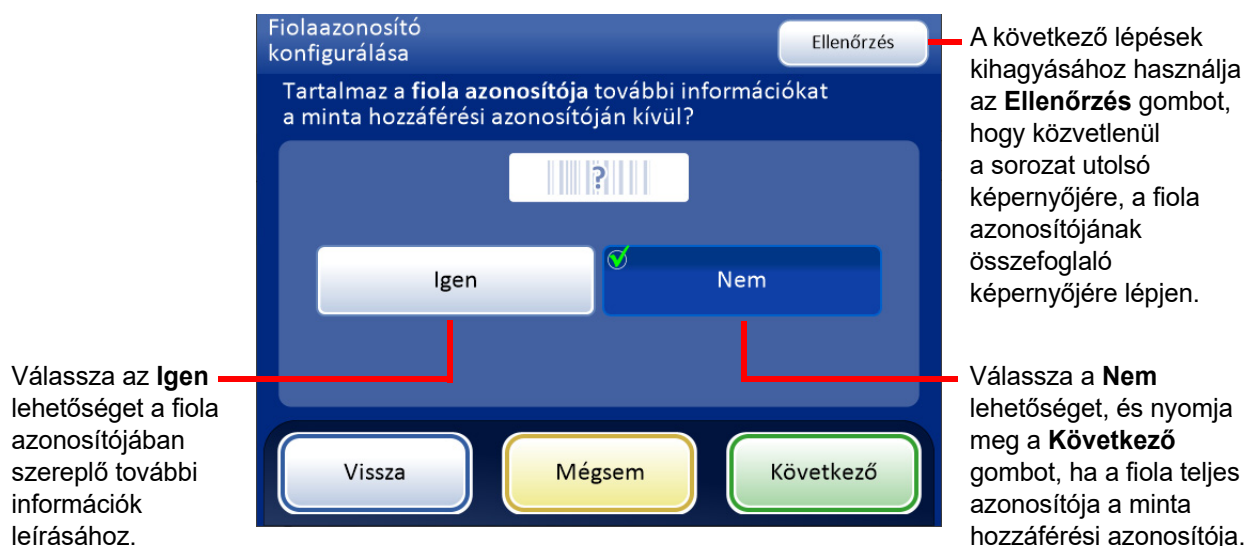 Fiolaazonosító
konfigurálása
Ellenőrzés
Tartalmaz a fiola azonosítója további információkat
a minta hozzáférési azonosítóján kívül?
?
Igen
Nem
Vissza
Mégsem
Következő
A következő lépések
kihagyásához használja
az Ellenőrzés gombot,
hogy közvetlenül
a sorozat utolsó
képernyőjére, a fiola
azonosítójának
összefoglaló
képernyőjére lépjen.
Válassza az Igen
lehetőséget a fiola
azonosítójában
szereplő további
információk
leírásához.
Válassza a Nem
lehetőséget, és nyomja
meg a Következő
gombot, ha a fiola teljes
azonosítója a minta
hozzáférési azonosítója.